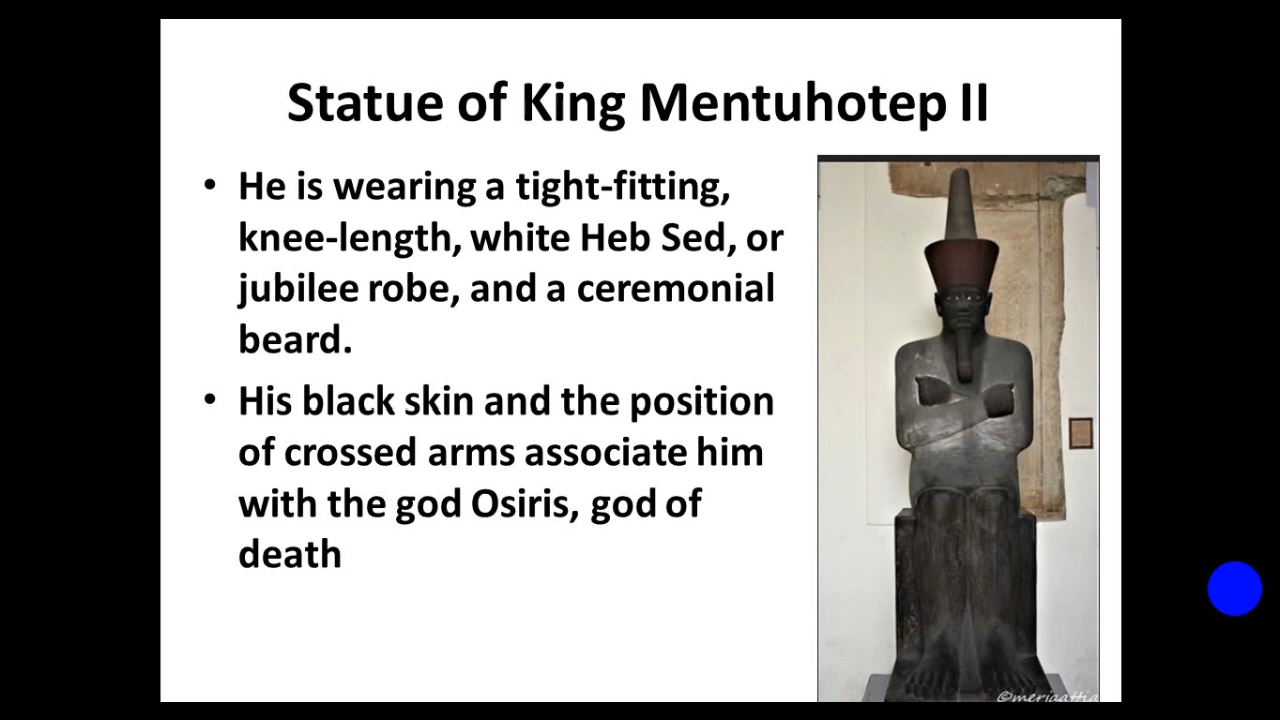 Statue of King Mentuhotep II
• He is wearing a tight-fitting,
knee-length, white Heb Sed, or
jubilee robe, and a ceremonial
beard.
• His black skin and the position
of crossed arms associate him
with the god Osiris, god of
death
©meriaattia